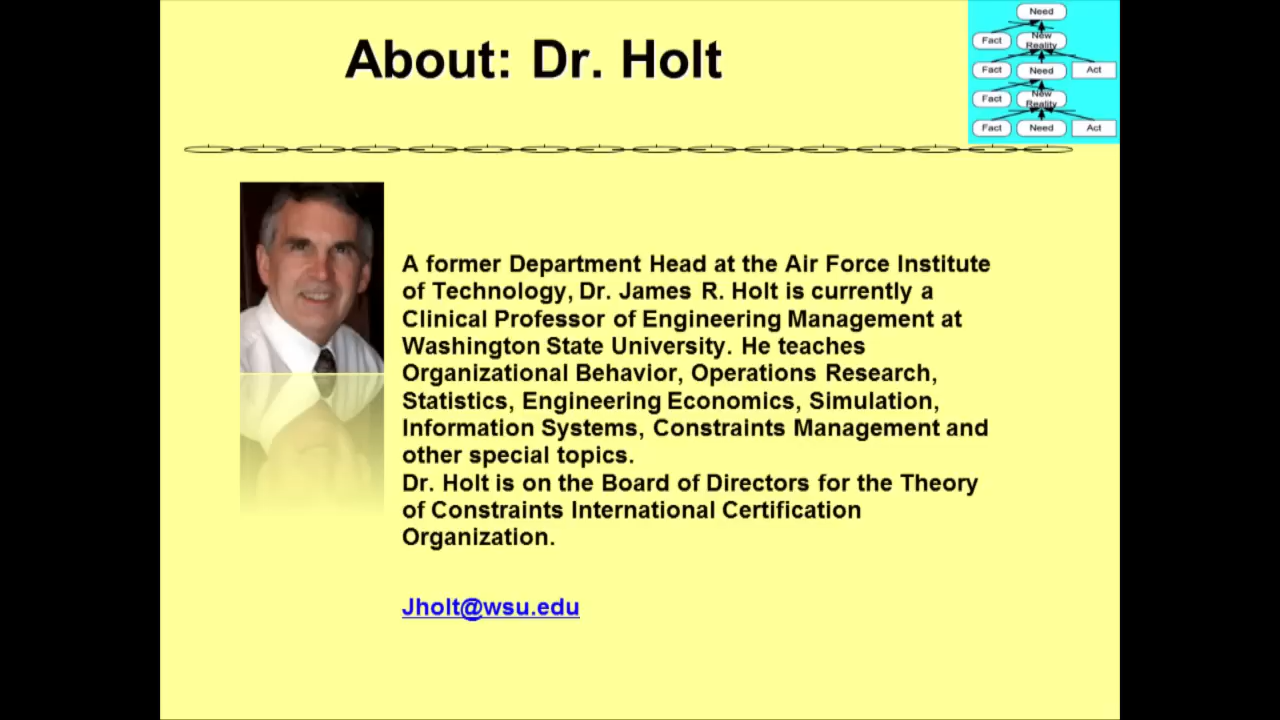 About: Dr. Holt
Need
Fact
New
Reality
Fact
Need
Act
Fact
New
Reality
Fact
Need
Act
A former Department Head at the Air Force Institute
of Technology, Dr. James R. Holt is currently a
Clinical Professor of Engineering Management at
Washington State University. He teaches
Organizational Behavior, Operations Research,
Statistics, Engineering Economics, Simulation,
Information Systems, Constraints Management and
other special topics.
Dr. Holt is on the Board of Directors for the Theory
of Constraints International Certification
Organization.
Jholt@wsu.edu